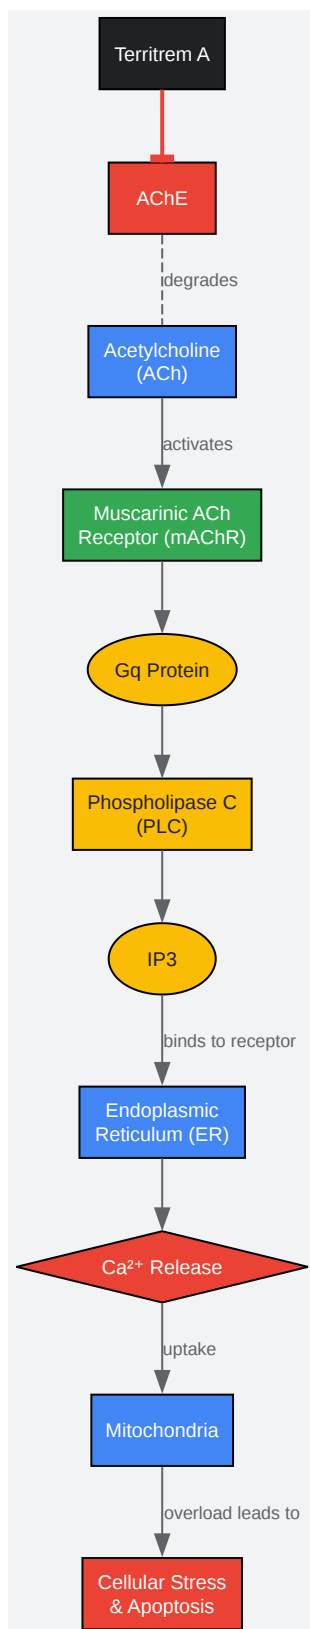 Territrem A
AChE
degrades
Acetylcholine
(ACh)
activates
Muscarinic ACh
Receptor (mAChR)
Gq Protein
Phospholipase C
(PLC)
IP3
binds to receptor
Endoplasmic
Reticulum (ER)
Ca²⁺ Release
uptake
Mitochondria
overload leads to
Cellular Stress
& Apoptosis